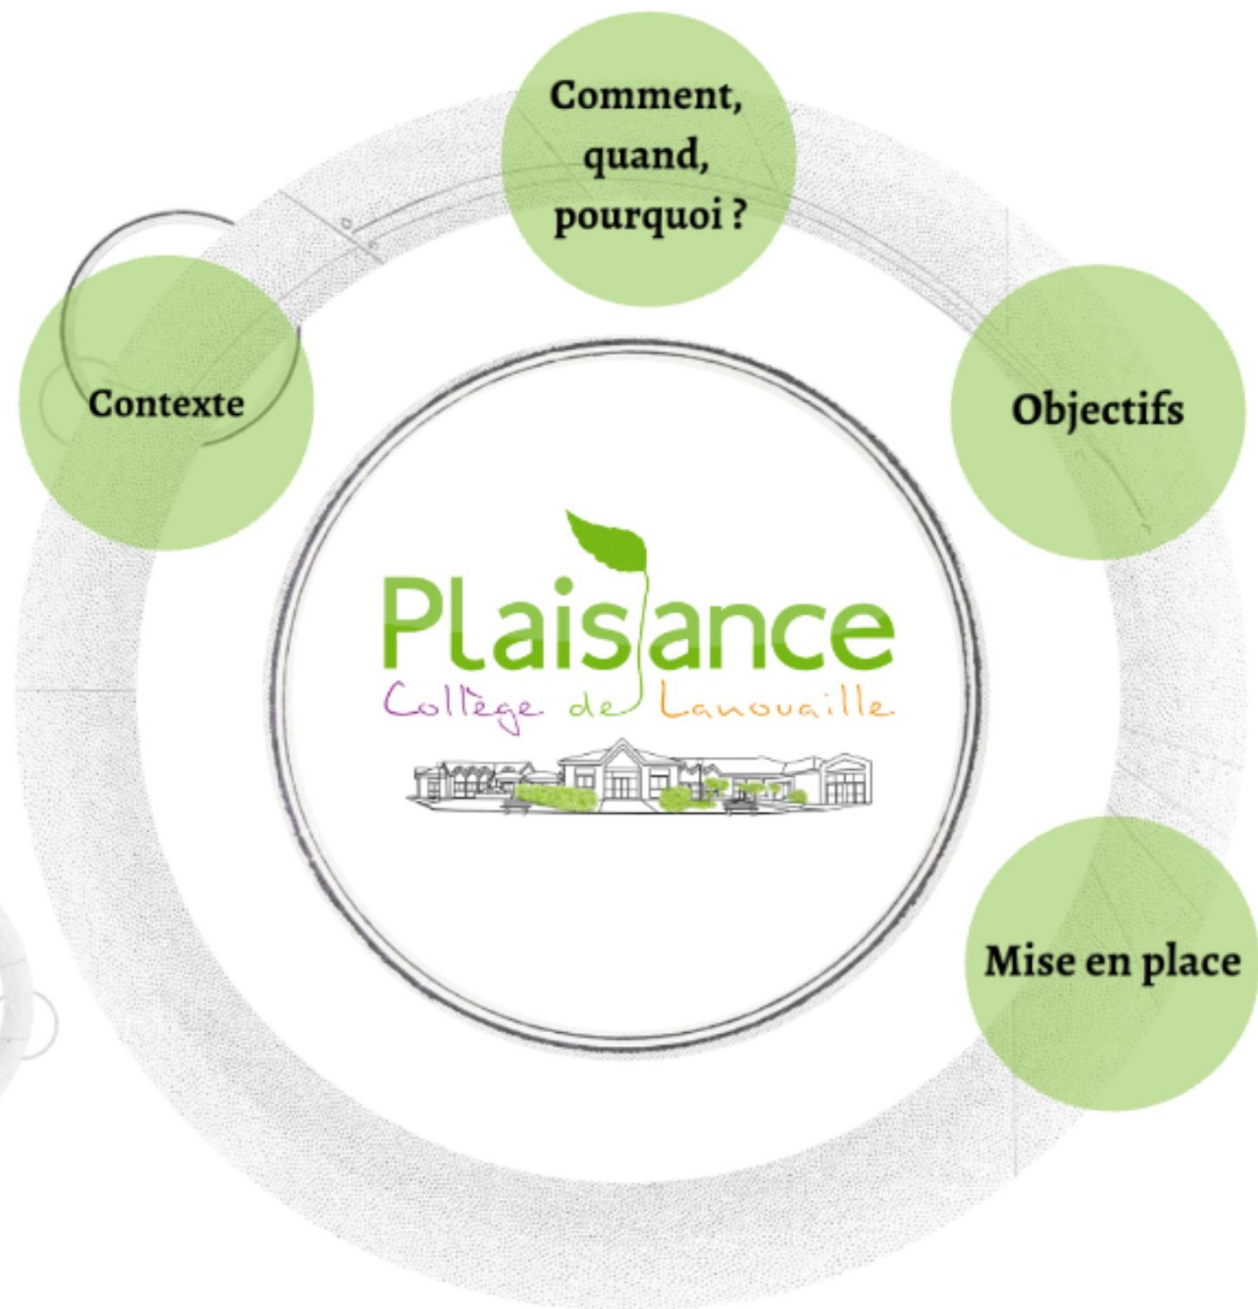 Comment,
quand,
pourquoi ?
Contexte
Objectifs
Plaisance
Collège de Lanouaille
Mise en place